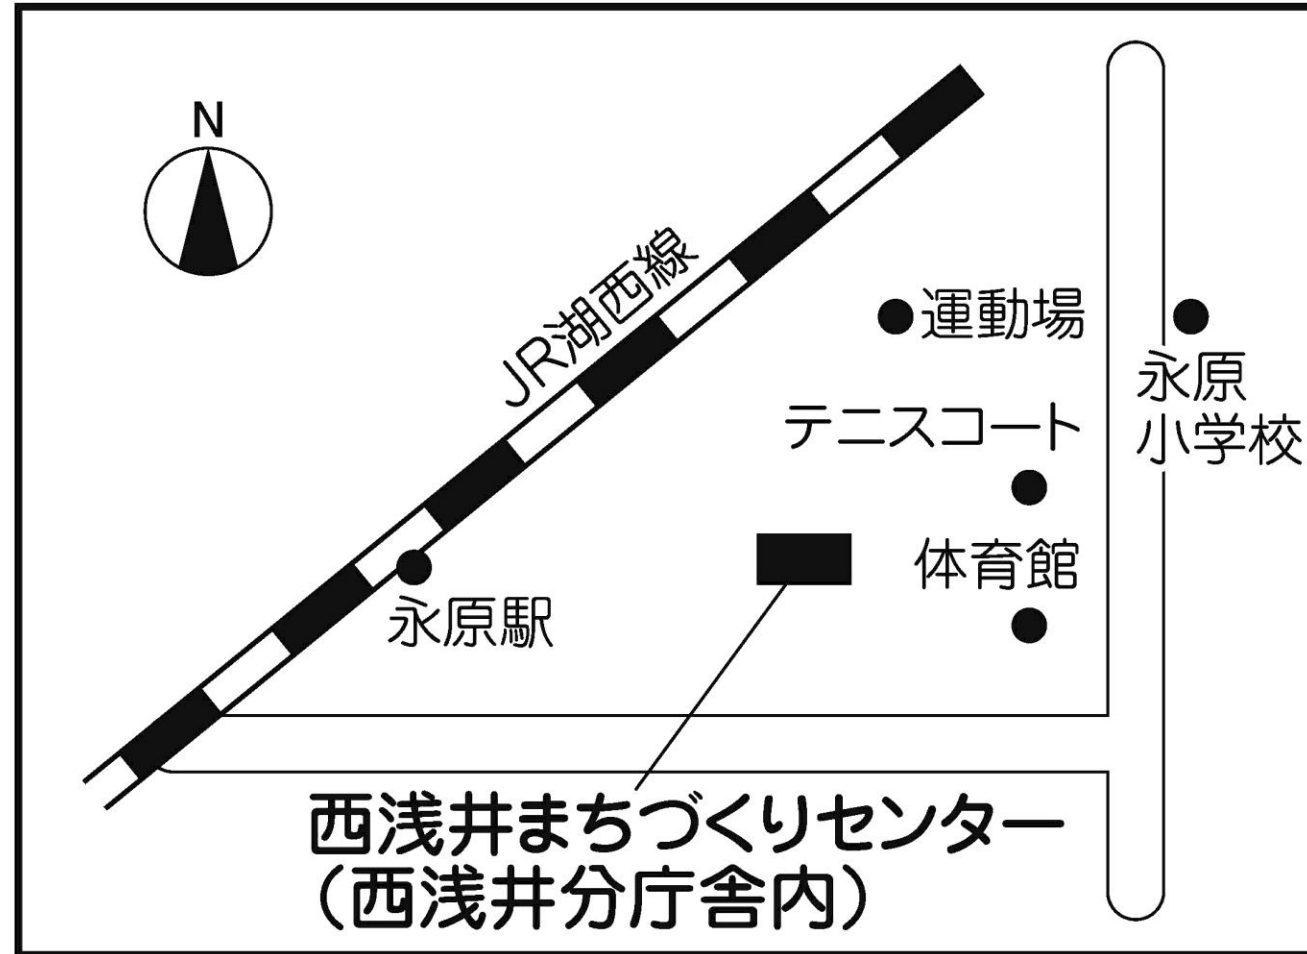 N
JR湖西線
運動場
永原
小学校
テニスコート
体育館
永原駅
西浅井まちづくりセンター
（西浅井分庁舎内）